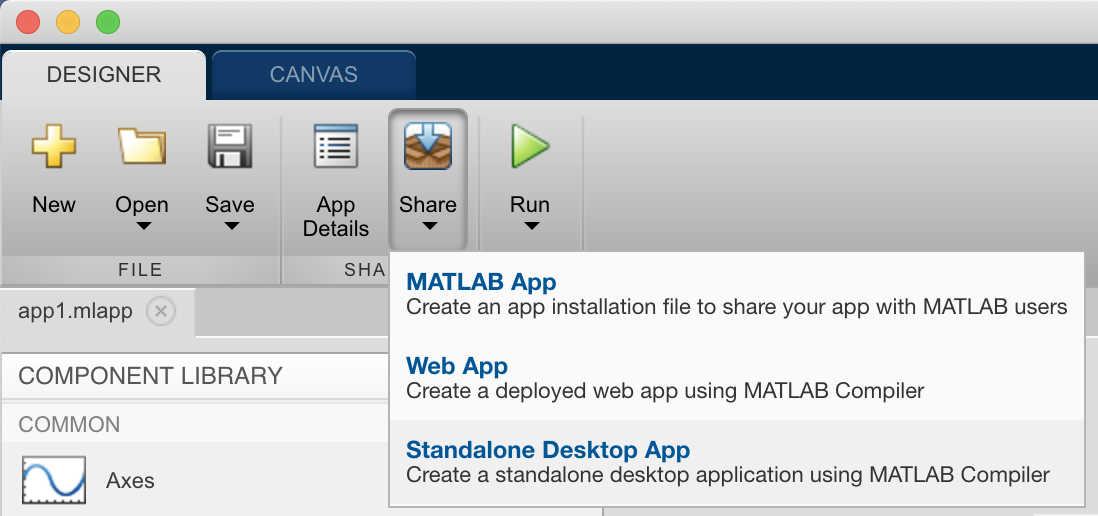 DESIGNER
CANVAS
New
Open
Save
App
Details
Share
Run
FILE
SHA
MATLAB App
Create an app installation file to share your app with MATLAB users
Web App
Create a deployed web app using MATLAB Compiler
Standalone Desktop App
Create a standalone desktop application using MATLAB Compiler
app1.mlapp
COMPONENT LIBRARY
COMMON
Axes